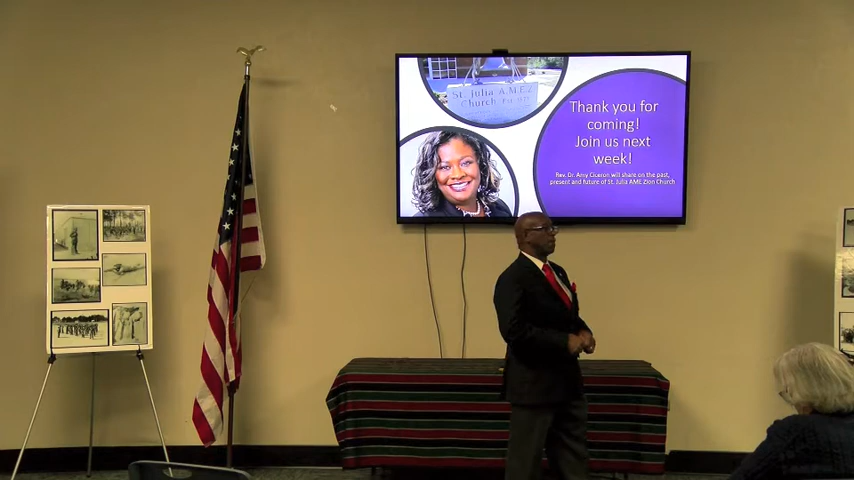 St. Julia A.M.E.Z
Church
Thank you for
coming!
Join us next
week!
Rev. Dr. Amy Ciceron will share on the past,
present and future of St. Julia AME Zion Church